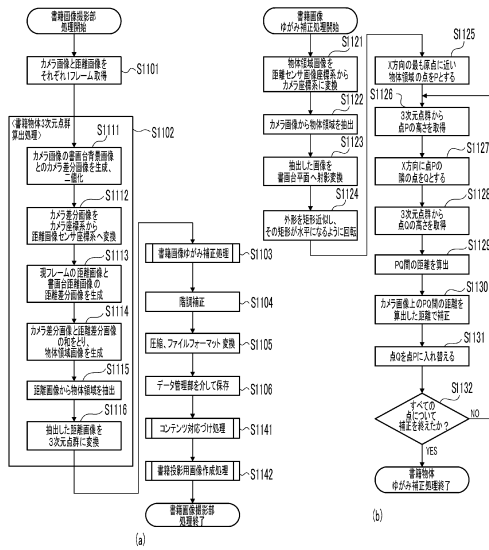 書籍画像撮影部
処理開始
カメラ画像と距離画像を
それぞれ1フレーム取得
S1101
<書籍物体3次元点群
算出処理>
S1102
S1111
カメラ画像の書画台背景画像
とのカメラ差分画像を生成、
二値化
S1112
カメラ差分画像を
カメラ座標系から
距離画像センサ座標系へ変換
S1113
現フレームの距離画像と
書画台距離画像の
距離差分画像を生成
S1114
カメラ差分画像と距離差分画像
の和をとり、
物体領域画像を生成
S1115
距離画像から物体領域を抽出
S1116
抽出した距離画像を
3次元点群に変換
書籍画像ゆがみ補正処理
S1103
階調補正
S1104
圧縮、ファイルフォーマット変換
S1105
データ管理部を介して保存
S1106
コンテンツ対応づけ処理
S1141
書籍投影用画像作成処理
S1142
書籍画像撮影部
処理終了
(a)
書籍画像
ゆがみ補正処理開始
S1121
物体領域画像を
距離センサ画像座標系から
カメラ座標系に変換
S1122
カメラ画像から物体領域を抽出
S1123
抽出した画像を
書画台平面へ射影変換
S1124
外形を矩形近似し、
その矩形が水平になるように回転
S1125
X方向の最も原点に近い
物体領域の点をPとする
S1126
3次元点群から
点Pの高さを取得
S1127
X方向に点Pの
隣の点をQとする
S1128
3次元点群から
点Qの高さを取得
S1129
PQ間の距離を算出
S1130
カメラ画像上のPQ間の距離を
算出した距離で補正
S1131
点Qを点Pに入れ替える
S1132
すべての
点について
補正を終えたか?
NO
YES
書籍物体
ゆがみ補正処理終了
(b)